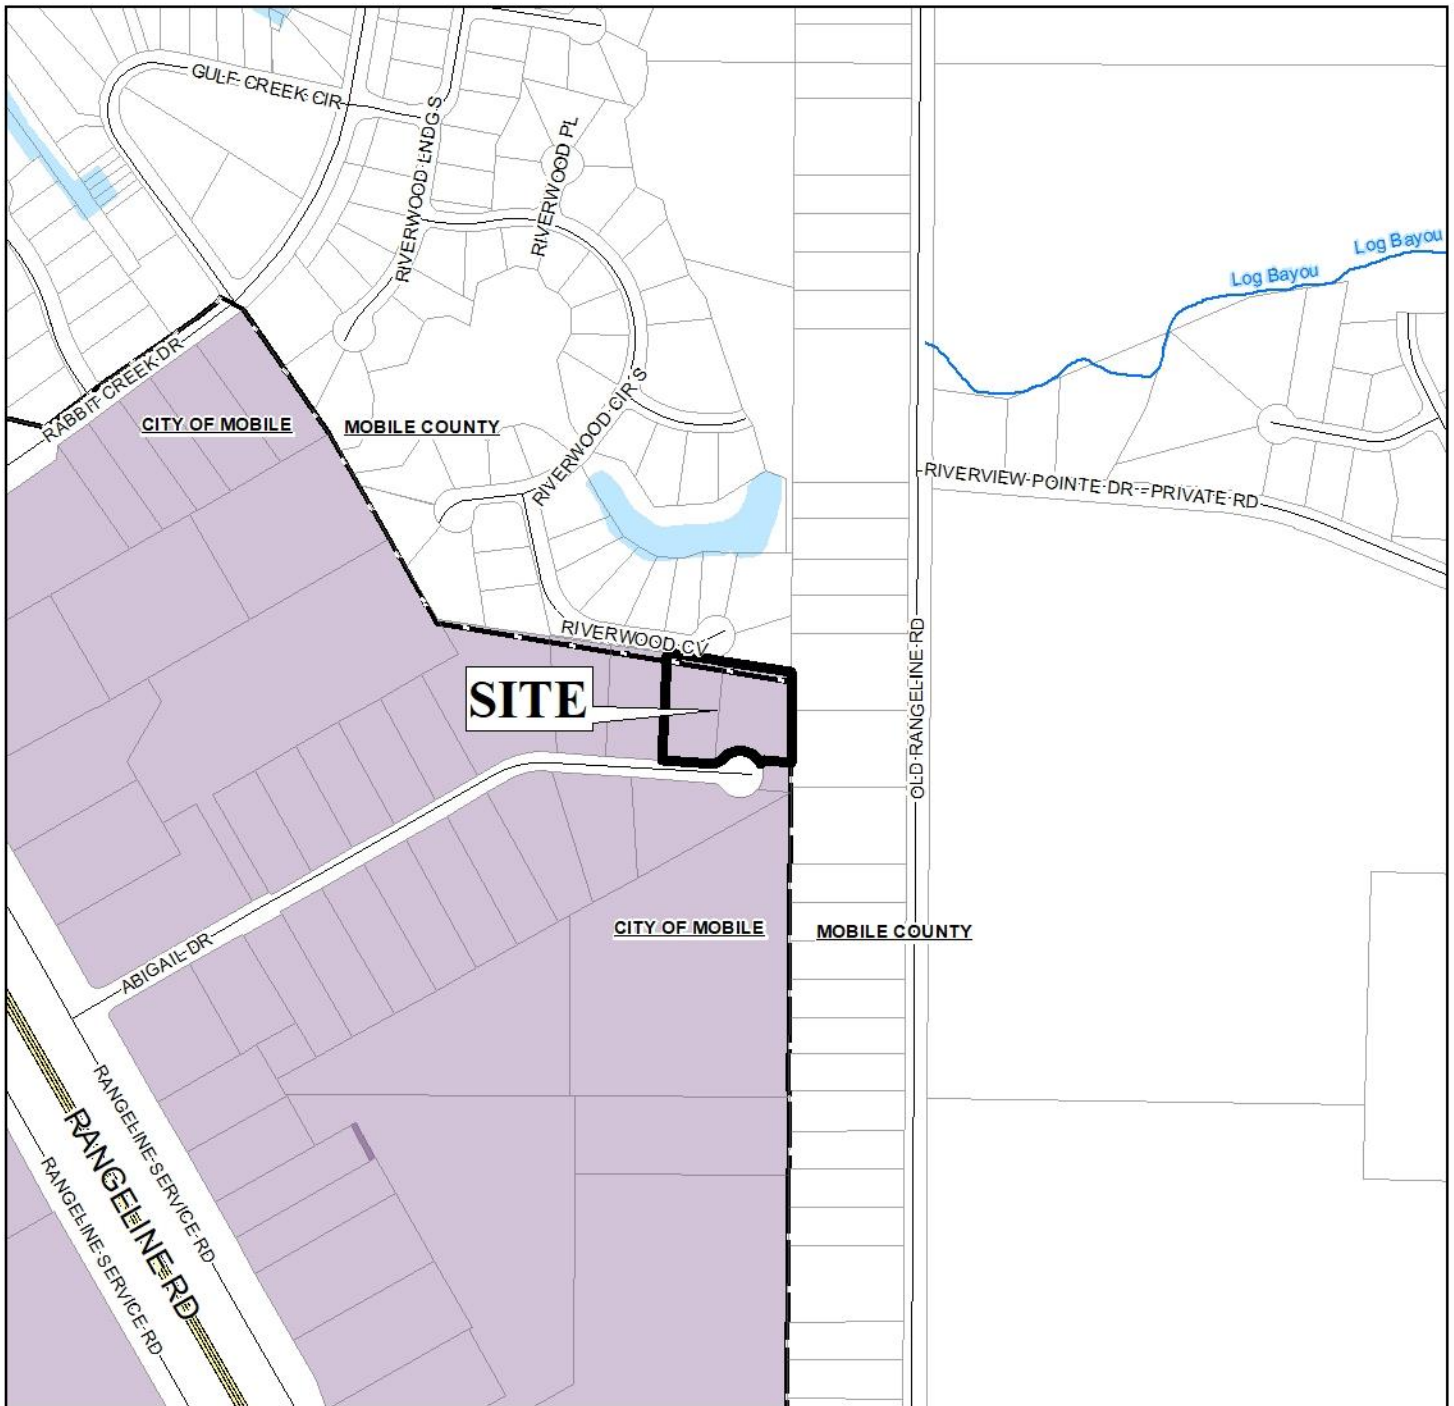 GULF CREEK CIR
RIVERWOOD LNDG S
RIVERWOOD PL
Log Bayou
Log Bayou
RABBIT CREEK DR
CITY OF MOBILE
MOBILE COUNTY
RIVERWOOD CIR S
RIVERVIEW POINTE DR - PRIVATE RD
RIVERWOOD CV
SITE
OLD RANGELINE RD
CITY OF MOBILE
MOBILE COUNTY
ABIGAIL DR
RANGELINE SERVICE RD
RANGELINE RD
RANGELINE SERVICE RD